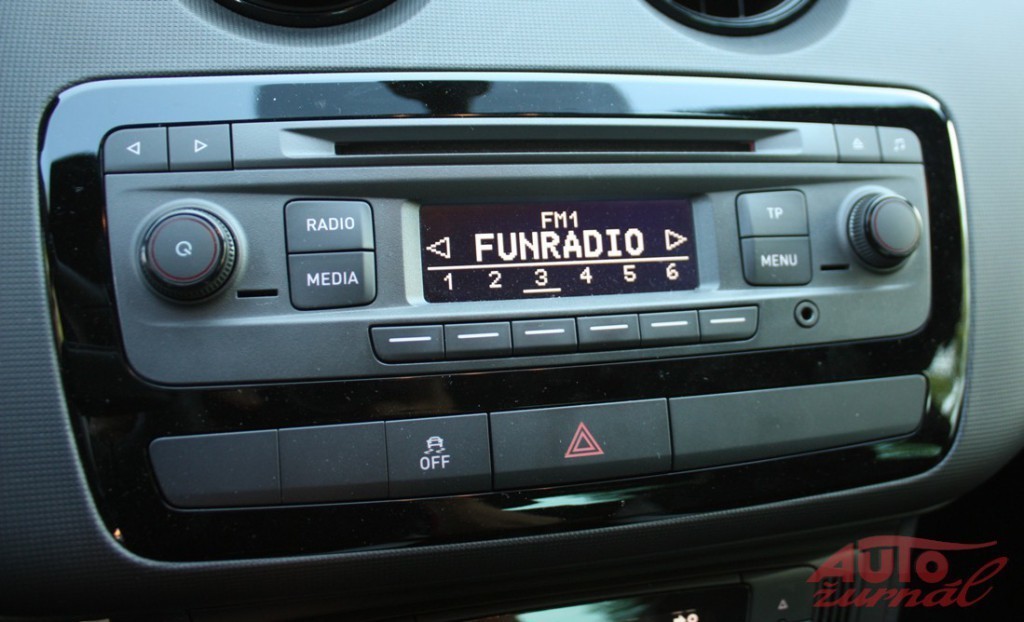 RADIO
MEDIA
FM1
FUNRADIO
1 2 3 4 5 6
TP
MENU
OFF
AUTO
žurnál